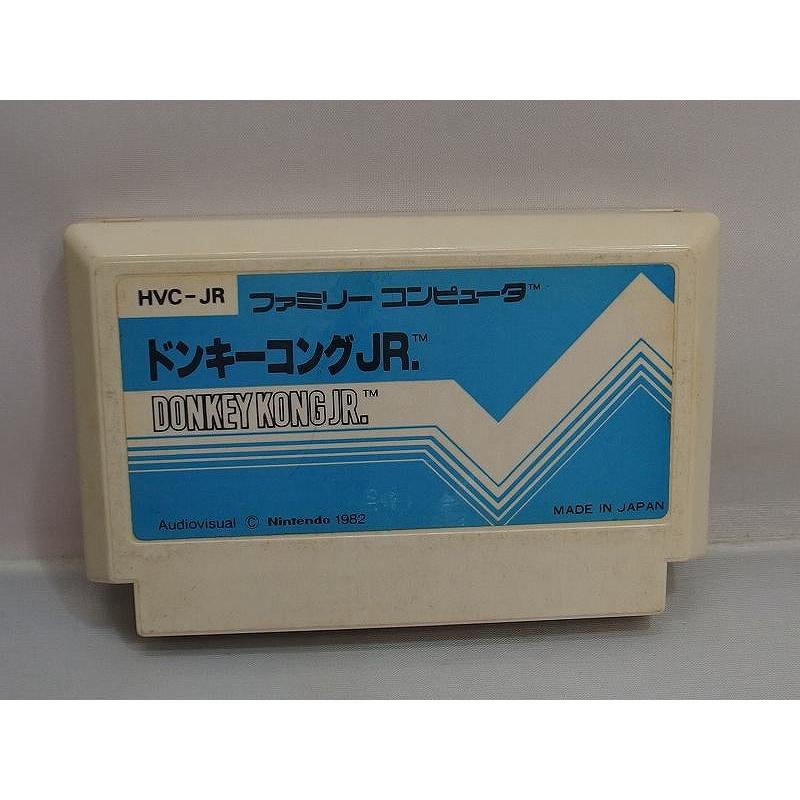 HVC-JR
ファミリー コンピュータ™
ドンキーコングJR.™
DONKEY KONG JR.™
Audiovisual © Nintendo 1982
MADE IN JAPAN